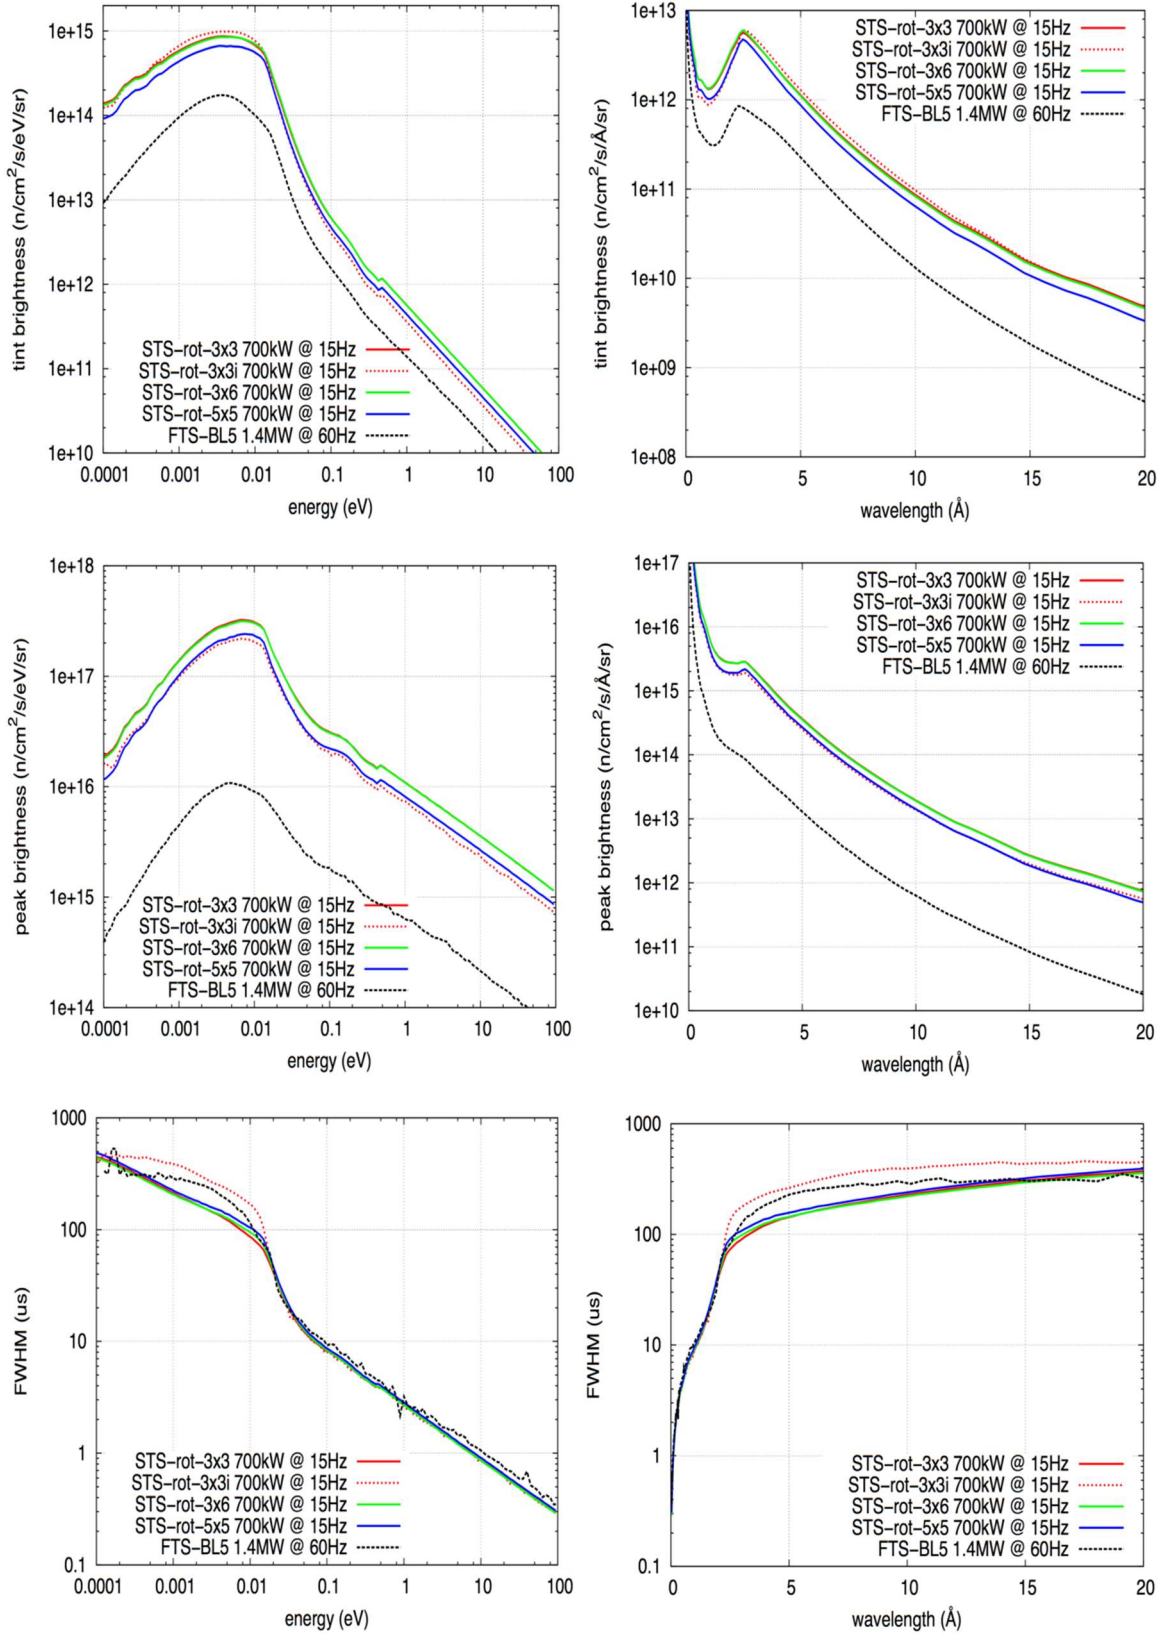 tint brightness (n/cm²/s/eV/sr)
1e+15
1e+14
1e+13
1e+12
1e+11
1e+10
STS-rot-3x3 700kW @ 15Hz
STS-rot-3x3i 700kW @ 15Hz
STS-rot-3x6 700kW @ 15Hz
STS-rot-5x5 700kW @ 15Hz
FTS-BL5 1.4MW @ 60Hz
0.0001 0.001 0.01 0.1 1 10 100
energy (eV)
tint brightness (n/cm²/s/Å/sr)
1e+13
1e+12
1e+11
1e+10
1e+09
1e+08
STS-rot-3x3 700kW @ 15Hz
STS-rot-3x3i 700kW @ 15Hz
STS-rot-3x6 700kW @ 15Hz
STS-rot-5x5 700kW @ 15Hz
FTS-BL5 1.4MW @ 60Hz
0 5 10 15 20
wavelength (Å)
peak brightness (n/cm²/s/eV/sr)
1e+18
1e+17
1e+16
1e+15
1e+14
STS-rot-3x3 700kW @ 15Hz
STS-rot-3x3i 700kW @ 15Hz
STS-rot-3x6 700kW @ 15Hz
STS-rot-5x5 700kW @ 15Hz
FTS-BL5 1.4MW @ 60Hz
0.0001 0.001 0.01 0.1 1 10 100
energy (eV)
peak brightness (n/cm²/s/Å/sr)
1e+17
1e+16
1e+15
1e+14
1e+13
1e+12
1e+11
1e+10
STS-rot-3x3 700kW @ 15Hz
STS-rot-3x3i 700kW @ 15Hz
STS-rot-3x6 700kW @ 15Hz
STS-rot-5x5 700kW @ 15Hz
FTS-BL5 1.4MW @ 60Hz
0 5 10 15 20
wavelength (Å)
FWHM (us)
1000
100
10
1
0.1
STS-rot-3x3 700kW @ 15Hz
STS-rot-3x3i 700kW @ 15Hz
STS-rot-3x6 700kW @ 15Hz
STS-rot-5x5 700kW @ 15Hz
FTS-BL5 1.4MW @ 60Hz
0.0001 0.001 0.01 0.1 1 10 100
energy (eV)
FWHM (us)
1000
100
10
1
0.1
STS-rot-3x3 700kW @ 15Hz
STS-rot-3x3i 700kW @ 15Hz
STS-rot-3x6 700kW @ 15Hz
STS-rot-5x5 700kW @ 15Hz
FTS-BL5 1.4MW @ 60Hz
0 5 10 15 20
wavelength (Å)